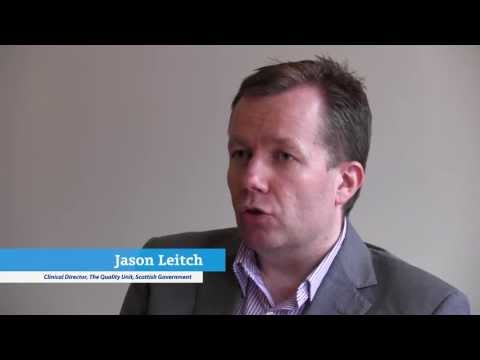 Jason Leitch
Clinical Director, The Quality Unit, Scottish Government